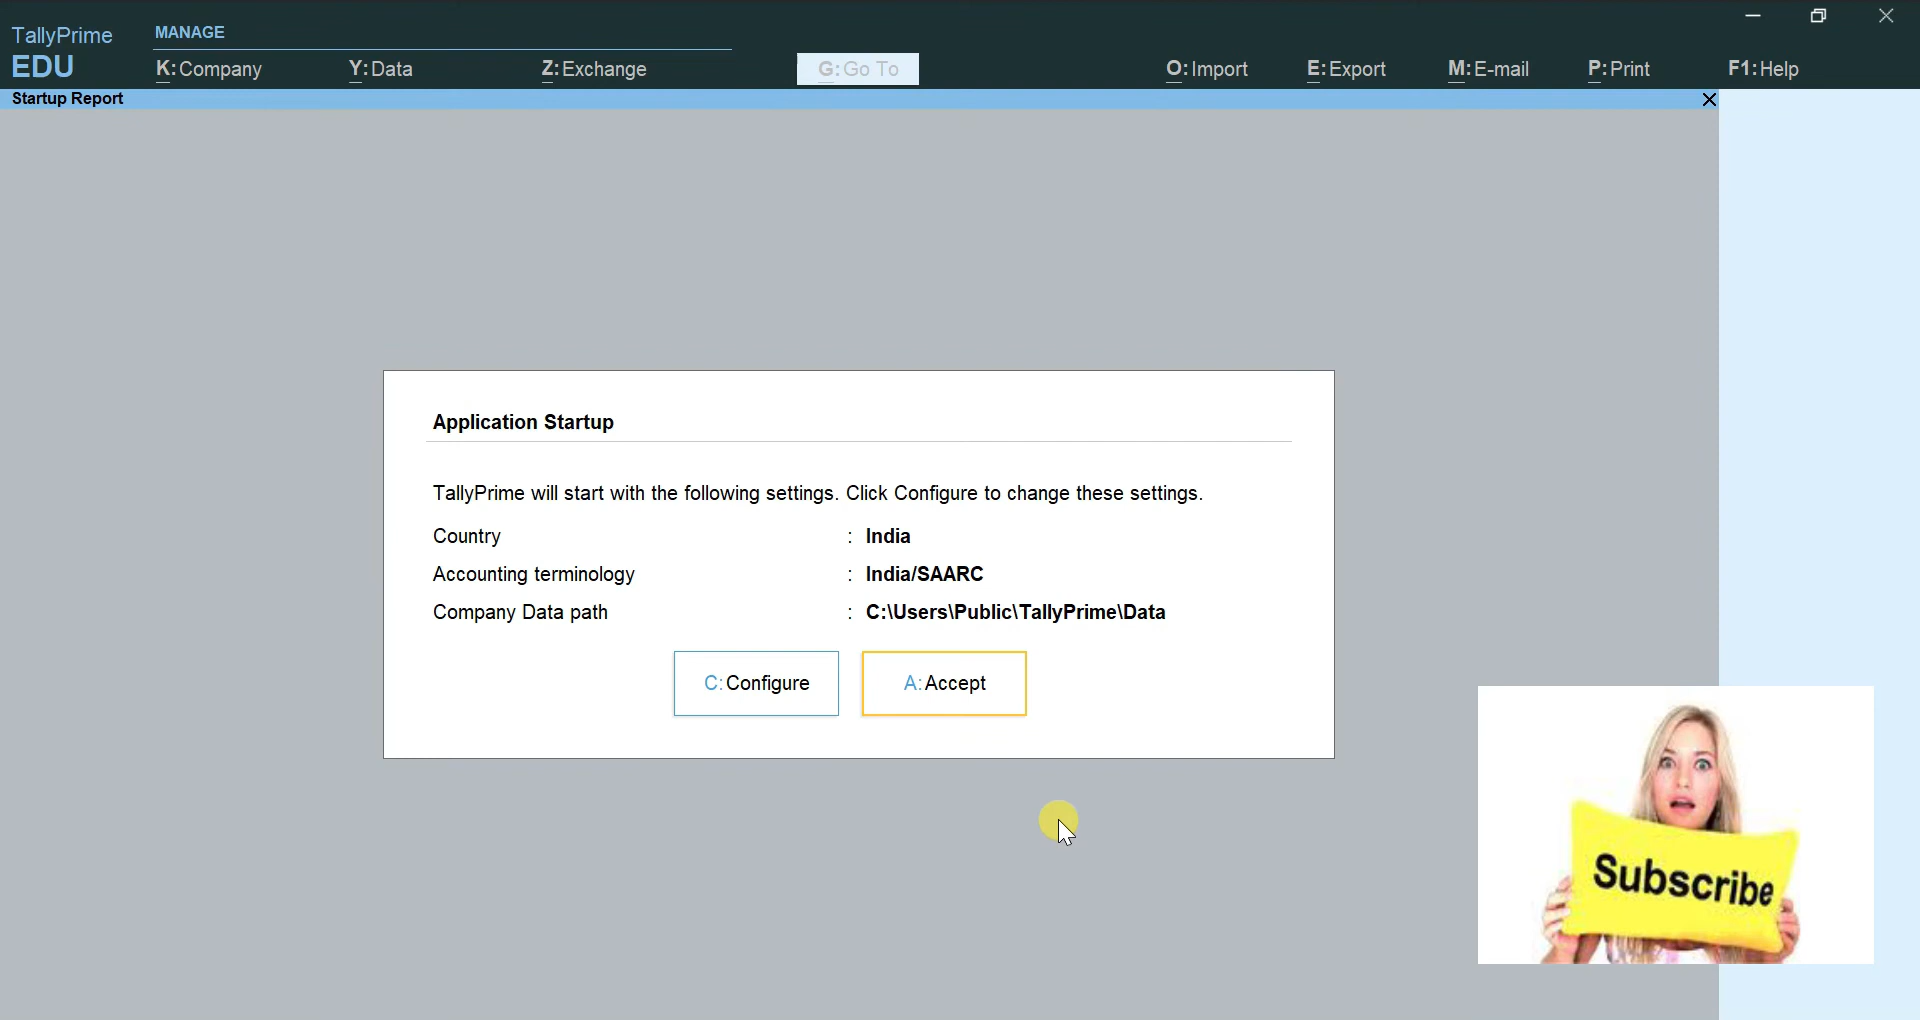 TallyPrime
EDU
MANAGE
K:Company
Y:Data
Z:Exchange
G:Go To
O:Import
E:Export
M:E-mail
P:Print
F1:Help
Startup Report
Application Startup
TallyPrime will start with the following settings. Click Configure to change these settings.
Country : India
Accounting terminology : India/SAARC
Company Data path : C:\Users\Public\TallyPrime\Data
C:Configure
A:Accept
Subscribe